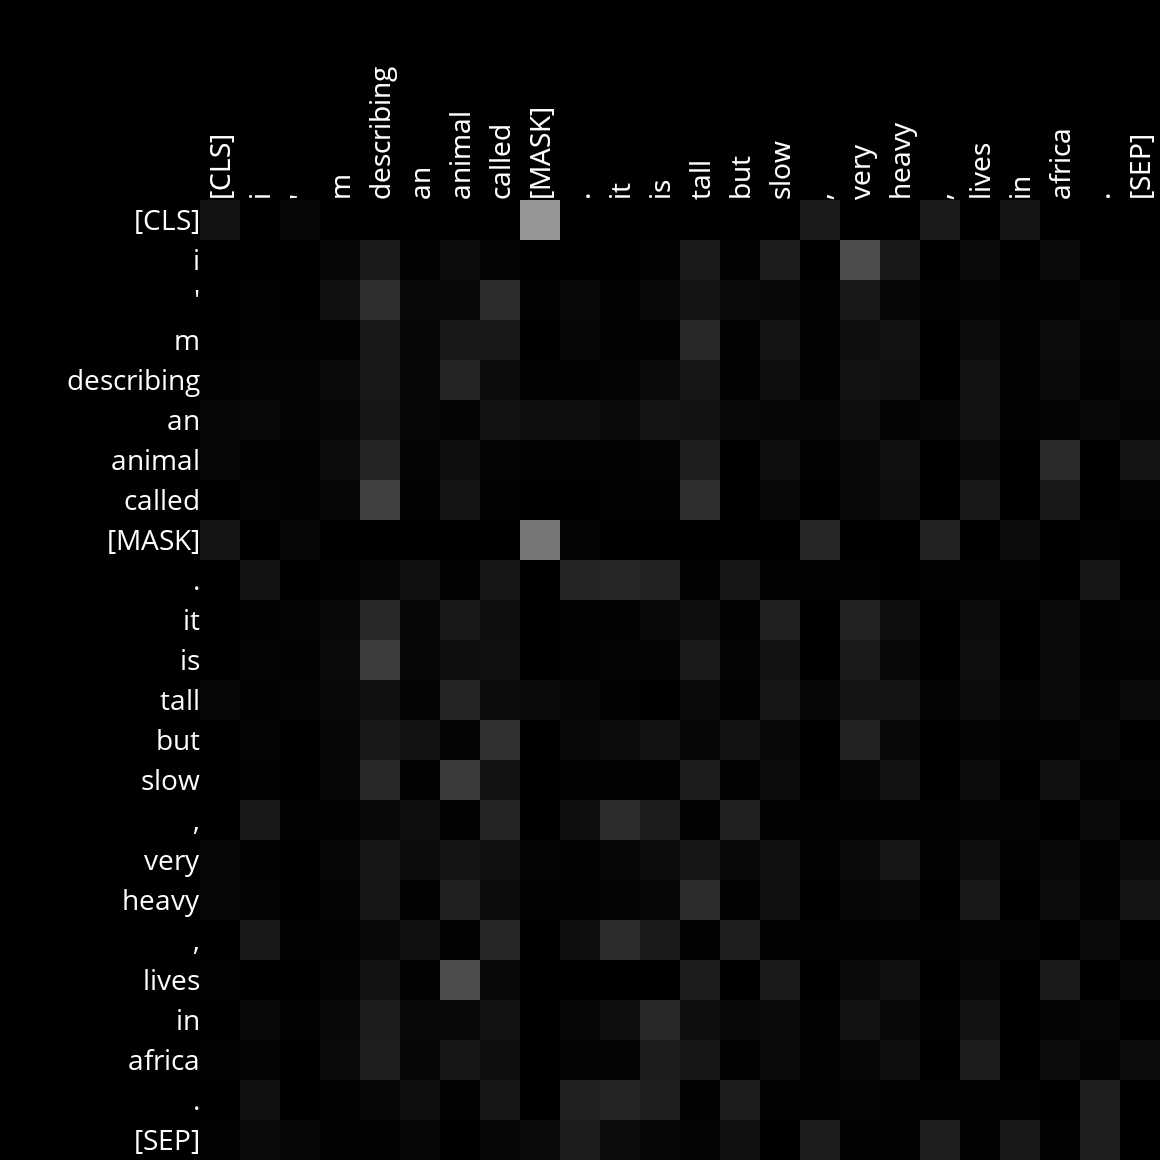 [CLS] i ' m describing an animal called [MASK] . it is tall but slow , very heavy , lives in africa . [SEP]
[CLS]
i
'
m
describing
an
animal
called
[MASK]
.
it
is
tall
but
slow
,
very
heavy
,
lives
in
africa
.
[SEP]